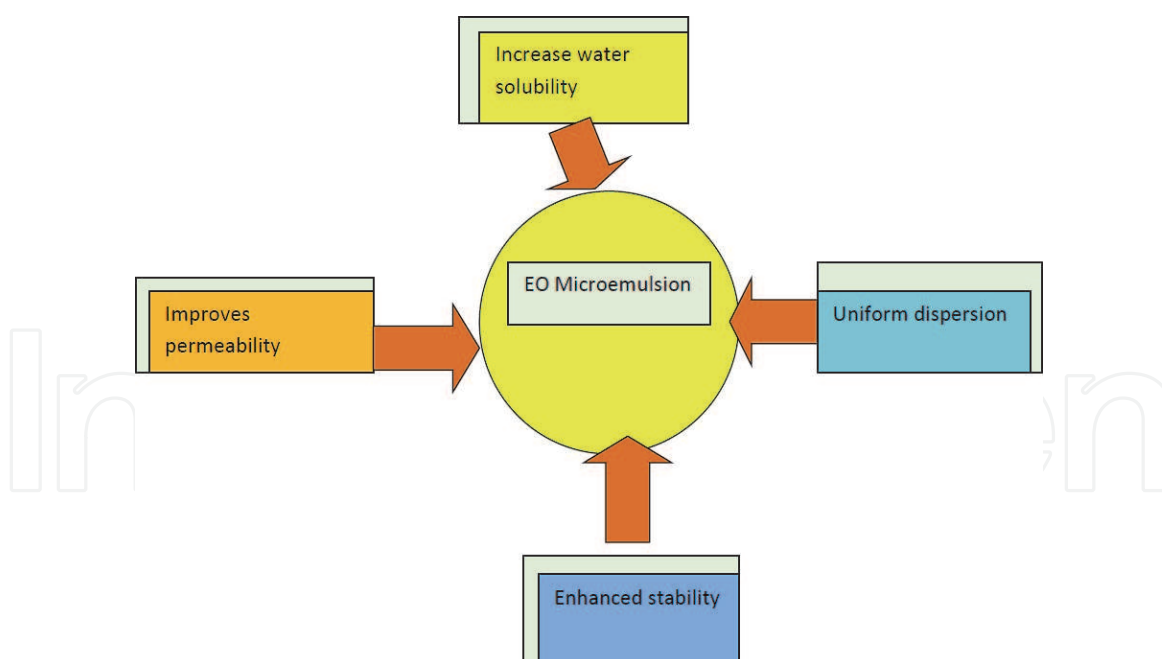 Increase water
solubility
EO Microemulsion
Improves
permeability
Uniform dispersion
Enhanced stability